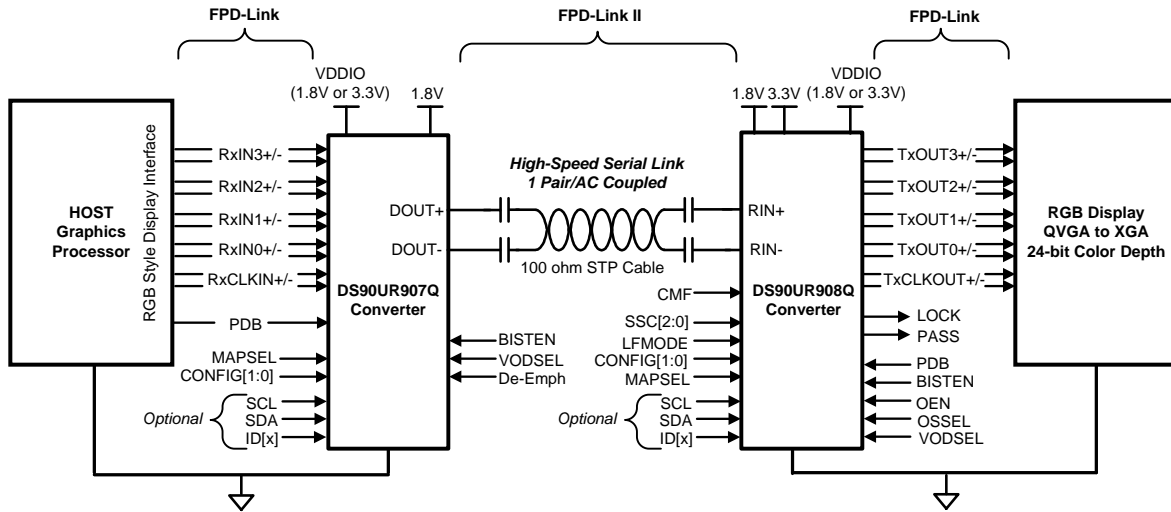 FPD-Link
FPD-Link II
FPD-Link
VDDIO
(1.8V or 3.3V)
1.8V
1.8V
3.3V
VDDIO
(1.8V or 3.3V)
HOST
Graphics
Processor
RGB Style Display Interface
RxIN3+/-
RxIN2+/-
RxIN1+/-
RxIN0+/-
RxCLKIN+/-
PDB
MAPSEL
CONFIG[1:0]
Optional
SCL
SDA
ID[x]
DOUT+
DOUT-
DS90UR907Q
Converter
BISTEN
VODSEL
De-Emph
High-Speed Serial Link
1 Pair/AC Coupled
100 ohm STP Cable
CMF
SSC[2:0]
LFMODE
CONFIG[1:0]
MAPSEL
Optional
SCL
SDA
ID[x]
RIN+
RIN-
DS90UR908Q
Converter
TxOUT3+/-
TxOUT2+/-
TxOUT1+/-
TxOUT0+/-
TxCLKOUT+/-
LOCK
PASS
PDB
BISTEN
OEN
OSSEL
VODSEL
RGB Display
QVGA to XGA
24-bit Color Depth